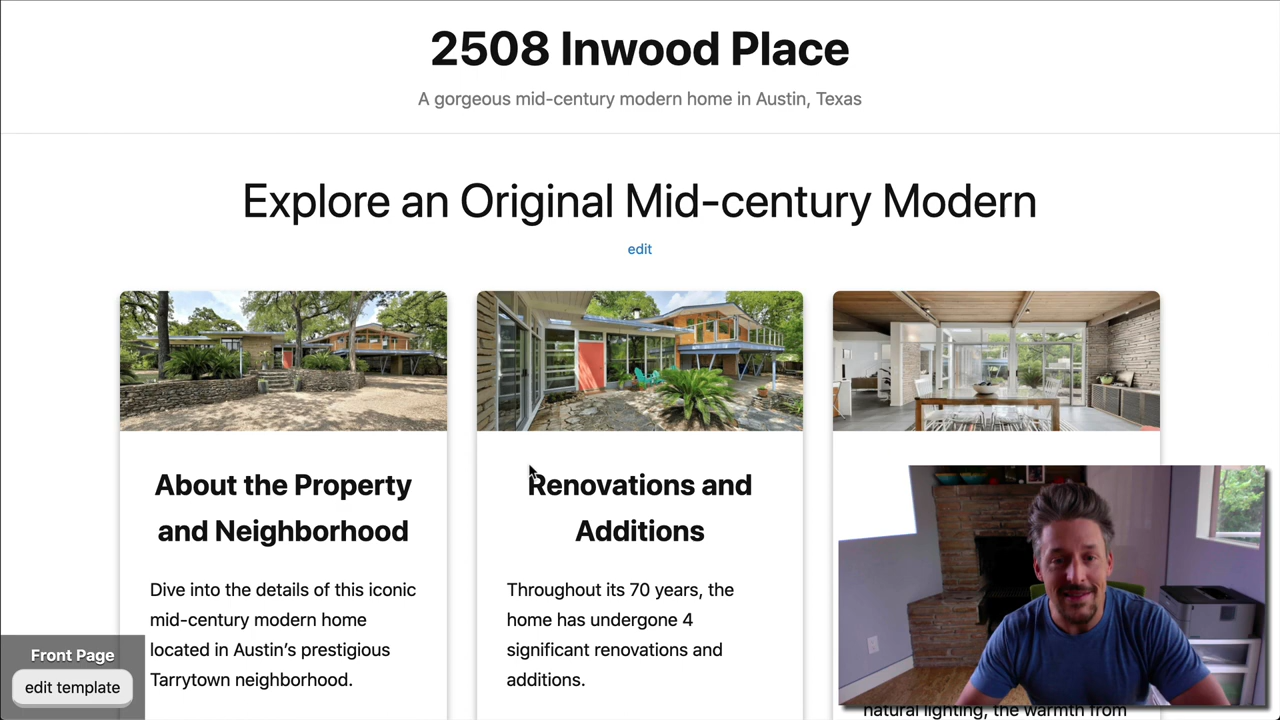 2508 Inwood Place
A gorgeous mid-century modern home in Austin, Texas
Explore an Original Mid-century Modern
edit
About the Property
and Neighborhood
Dive into the details of this iconic
mid-century modern home
located in Austin’s prestigious
Tarrytown neighborhood.
Renovations and
Additions
Throughout its 70 years, the
home has undergone 4
significant renovations and
additions.
natural lighting, the warmth from
Front Page
edit template